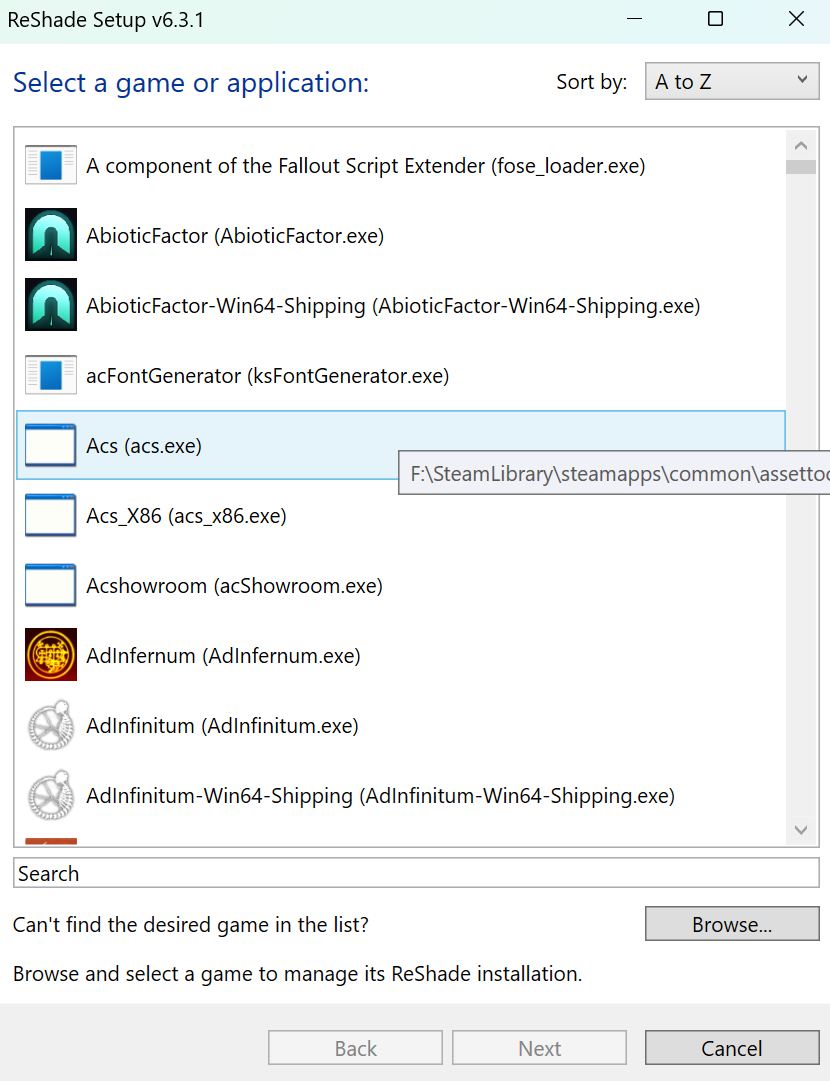 ReShade Setup v6.3.1
Select a game or application:
Sort by:
A to Z
A component of the Fallout Script Extender (fose_loader.exe)
AbioticFactor (AbioticFactor.exe)
AbioticFactor-Win64-Shipping (AbioticFactor-Win64-Shipping.exe)
acFontGenerator (ksFontGenerator.exe)
Acs (acs.exe)
F:\SteamLibrary\steamapps\common\assettoc
Acs_X86 (acs_x86.exe)
Acshowroom (acShowroom.exe)
AdInfernum (AdInfernum.exe)
AdInfinitum (AdInfinitum.exe)
AdInfinitum-Win64-Shipping (AdInfinitum-Win64-Shipping.exe)
Search
Can't find the desired game in the list?
Browse...
Browse and select a game to manage its ReShade installation.
Back
Next
Cancel